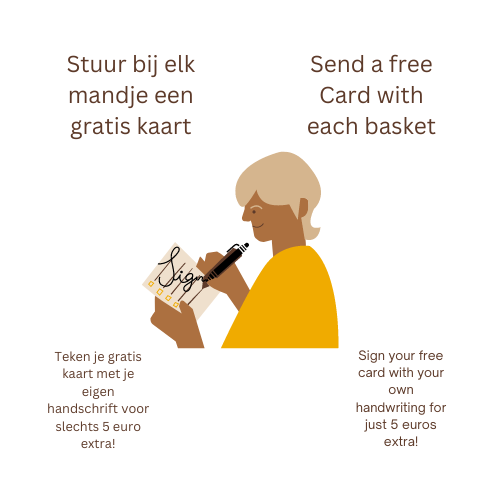 Stuur bij elk
mandje een
gratis kaart
Send a free
Card with
each basket
Sign
Teken je gratis
kaart met je
eigen
handschrift voor
slechts 5 euro
extra!
Sign your free
card with your
own
handwriting for
just 5 euros
extra!